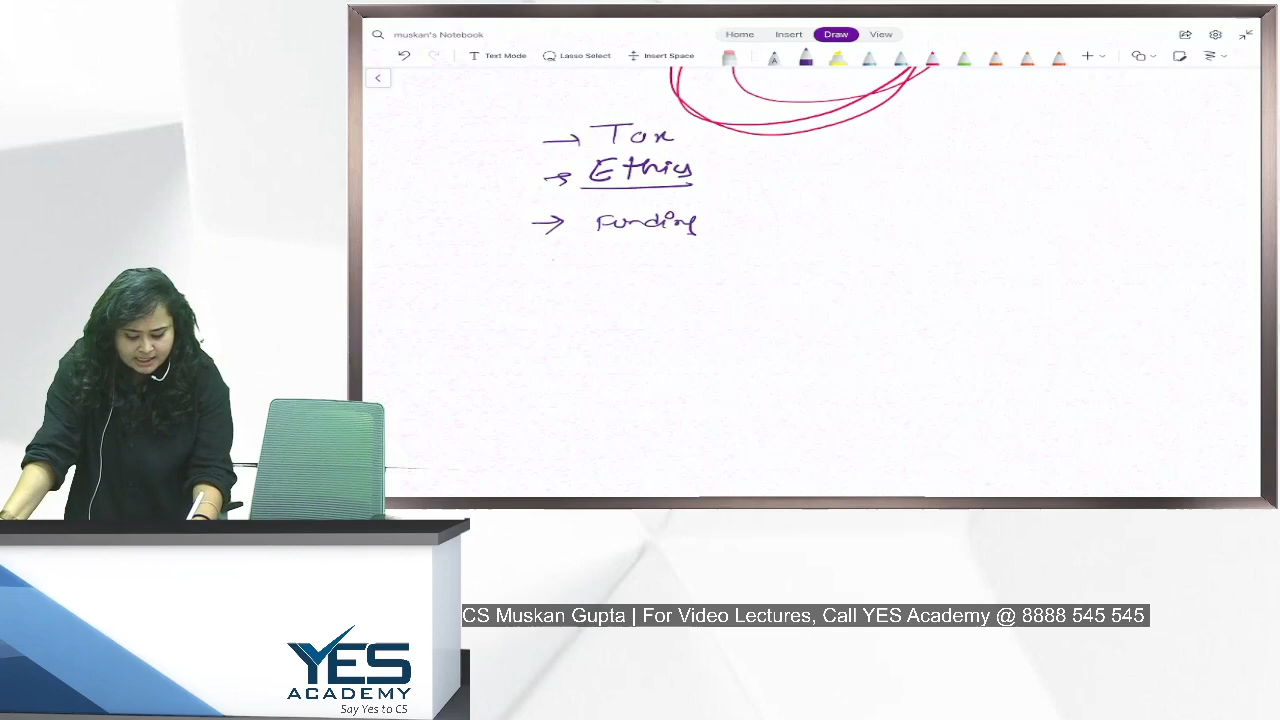 muskan's Notebook
Home Insert Draw View
Text Mode Lasso Select Insert Space
→ Tax
→ Ethics
→ Funding
CS Muskan Gupta | For Video Lectures, Call YES Academy @ 8888 545 545
YES
ACADEMY
Say Yes to CS